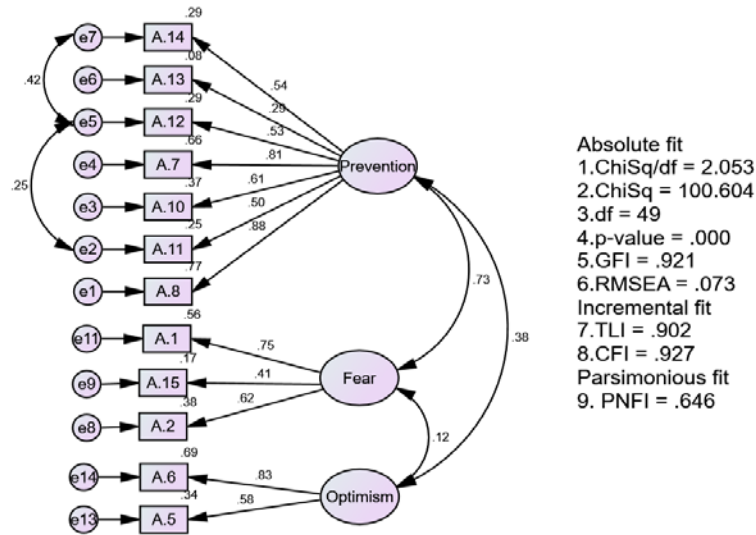 .29
e7 A.14
.08
e6 A.13
.54
.42
.29
.29
e5 A.12
.53
.66
e4 A.7
.81
Prevention
.37
.25
e3 A.10
.61
.25
.50
e2 A.11
.88
.77
e1 A.8
.73
.56
e11 A.1
.75
.38
.17
e9 A.15
.41
Fear
.38
.62
e8 A.2
.12
.69
e14 A.6
.83
.34
.58
Optimism
e13 A.5
Absolute fit
1.ChiSq/df = 2.053
2.ChiSq = 100.604
3.df = 49
4.p-value = .000
5.GFI = .921
6.RMSEA = .073
Incremental fit
7.TLI = .902
8.CFI = .927
Parsimonious fit
9. PNFI = .646